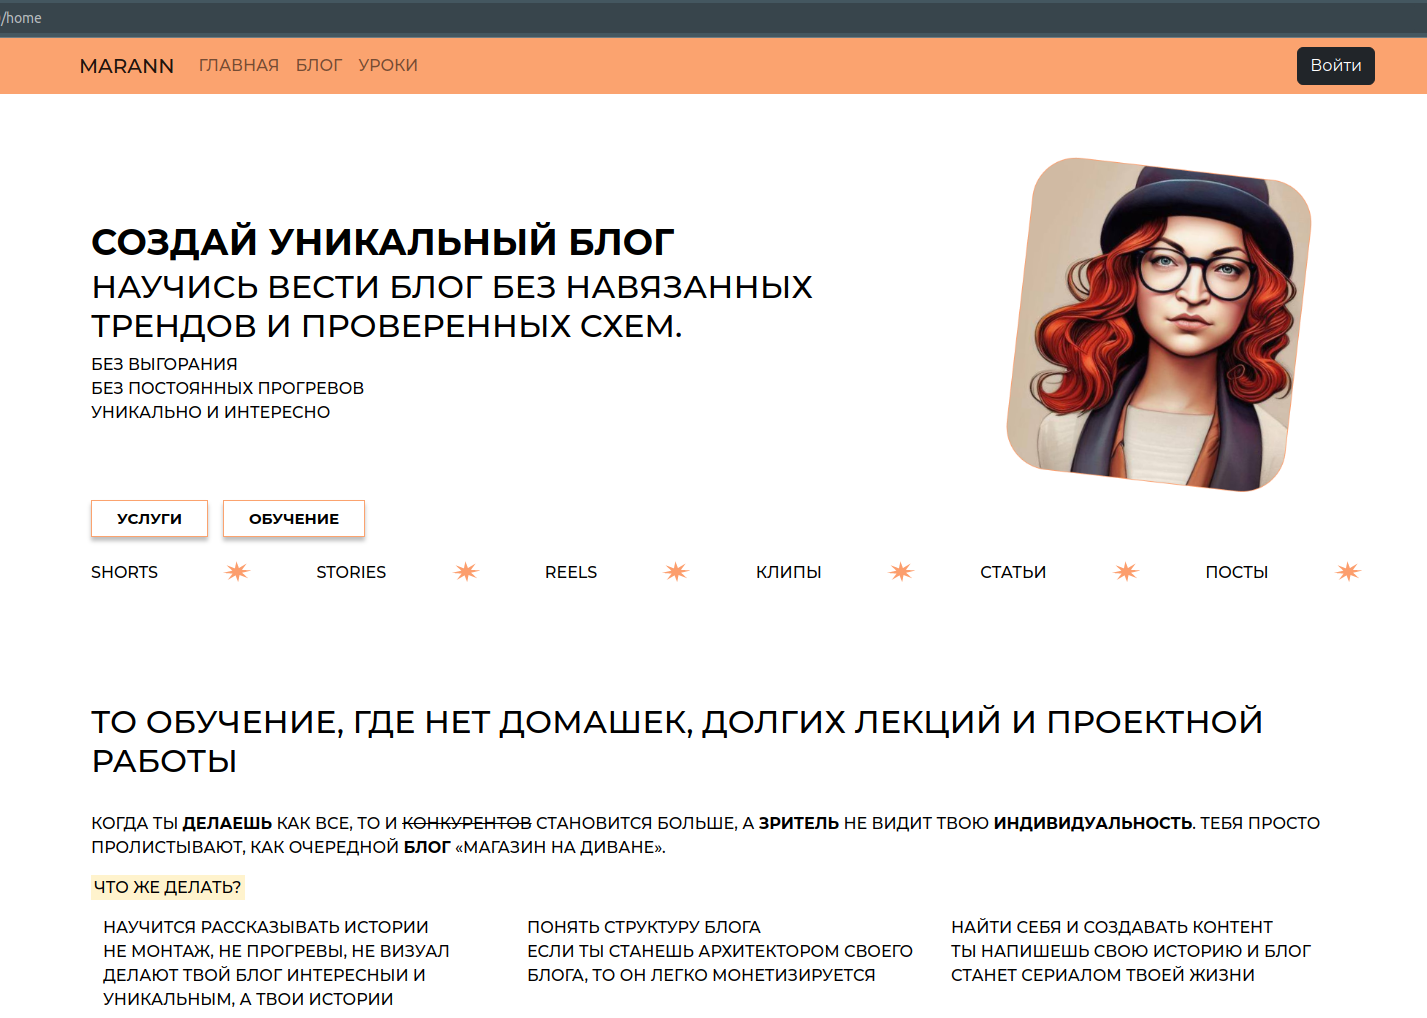 /home
MARANN ГЛАВНАЯ БЛОГ УРОКИ Войти
СОЗДАЙ УНИКАЛЬНЫЙ БЛОГ
НАУЧИСЬ ВЕСТИ БЛОГ БЕЗ НАВЯЗАННЫХ
ТРЕНДОВ И ПРОВЕРЕННЫХ СХЕМ.
БЕЗ ВЫГОРАНИЯ
БЕЗ ПОСТОЯННЫХ ПРОГРЕВОВ
УНИКАЛЬНО И ИНТЕРЕСНО
УСЛУГИ ОБУЧЕНИЕ
SHORTS STORIES REELS КЛИПЫ СТАТЬИ ПОСТЫ
ТО ОБУЧЕНИЕ, ГДЕ НЕТ ДОМАШЕК, ДОЛГИХ ЛЕКЦИЙ И ПРОЕКТНОЙ
РАБОТЫ
КОГДА ТЫ ДЕЛАЕШЬ КАК ВСЕ, ТО И КОНКУРЕНТОВ СТАНОВИТСЯ БОЛЬШЕ, А ЗРИТЕЛЬ НЕ ВИДИТ ТВОЮ ИНДИВИДУАЛЬНОСТЬ. ТЕБЯ ПРОСТО
ПРОЛИСТЫВАЮТ, КАК ОЧЕРЕДНОЙ БЛОГ «МАГАЗИН НА ДИВАНЕ».
ЧТО ЖЕ ДЕЛАТЬ?
НАУЧИТСЯ РАССКАЗЫВАТЬ ИСТОРИИ
НЕ МОНТАЖ, НЕ ПРОГРЕВЫ, НЕ ВИЗУАЛ
ДЕЛАЮТ ТВОЙ БЛОГ ИНТЕРЕСНЫИ И
УНИКАЛЬНЫМ, А ТВОИ ИСТОРИИ
ПОНЯТЬ СТРУКТУРУ БЛОГА
ЕСЛИ ТЫ СТАНЕШЬ АРХИТЕКТОРОМ СВОЕГО
БЛОГА, ТО ОН ЛЕГКО МОНЕТИЗИРУЕТСЯ
НАЙТИ СЕБЯ И СОЗДАВАТЬ КОНТЕНТ
ТЫ НАПИШЕШЬ СВОЮ ИСТОРИЮ И БЛОГ
СТАНЕТ СЕРИАЛОМ ТВОЕЙ ЖИЗНИ